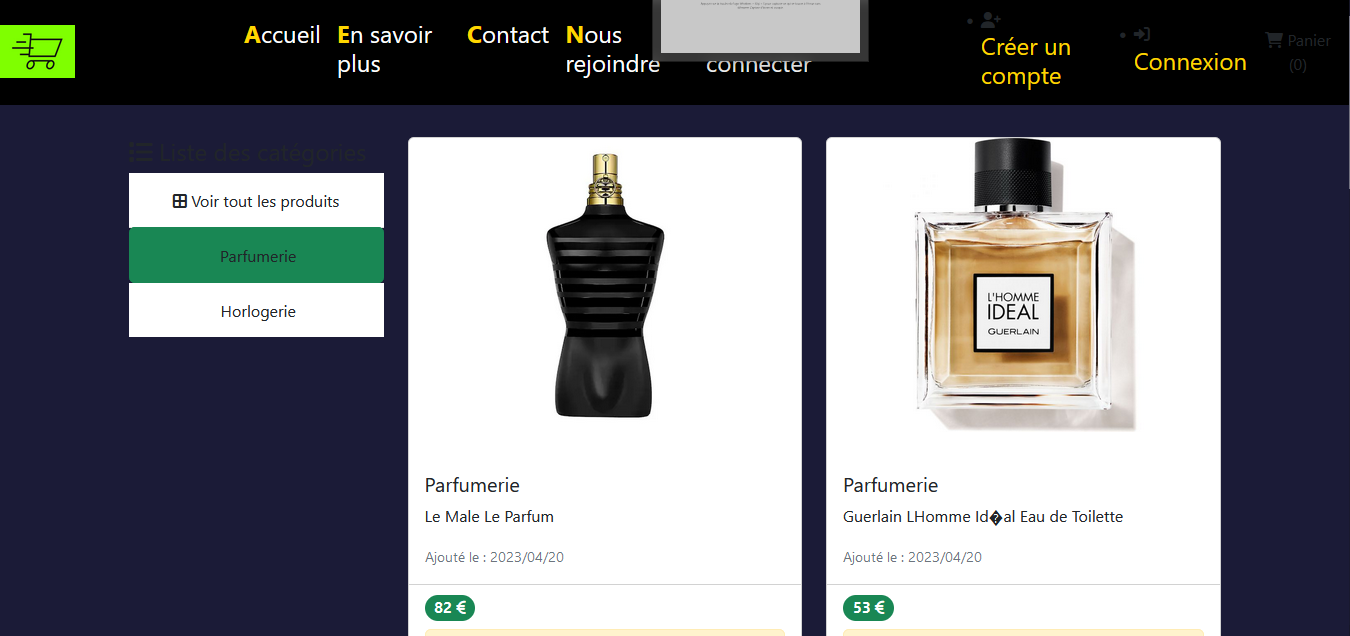 Accueil
En savoir
plus
Contact
Nous
rejoindre
connecter
Créer un
compte
Connexion
Panier
(0)
Liste des catégories
Voir tout les produits
Parfumerie
Horlogerie
L'HOMME
IDEAL
GUERLAIN
Parfumerie
Le Male Le Parfum
Ajouté le : 2023/04/20
82 €
Parfumerie
Guerlain LHomme Id�al Eau de Toilette
Ajouté le : 2023/04/20
53 €